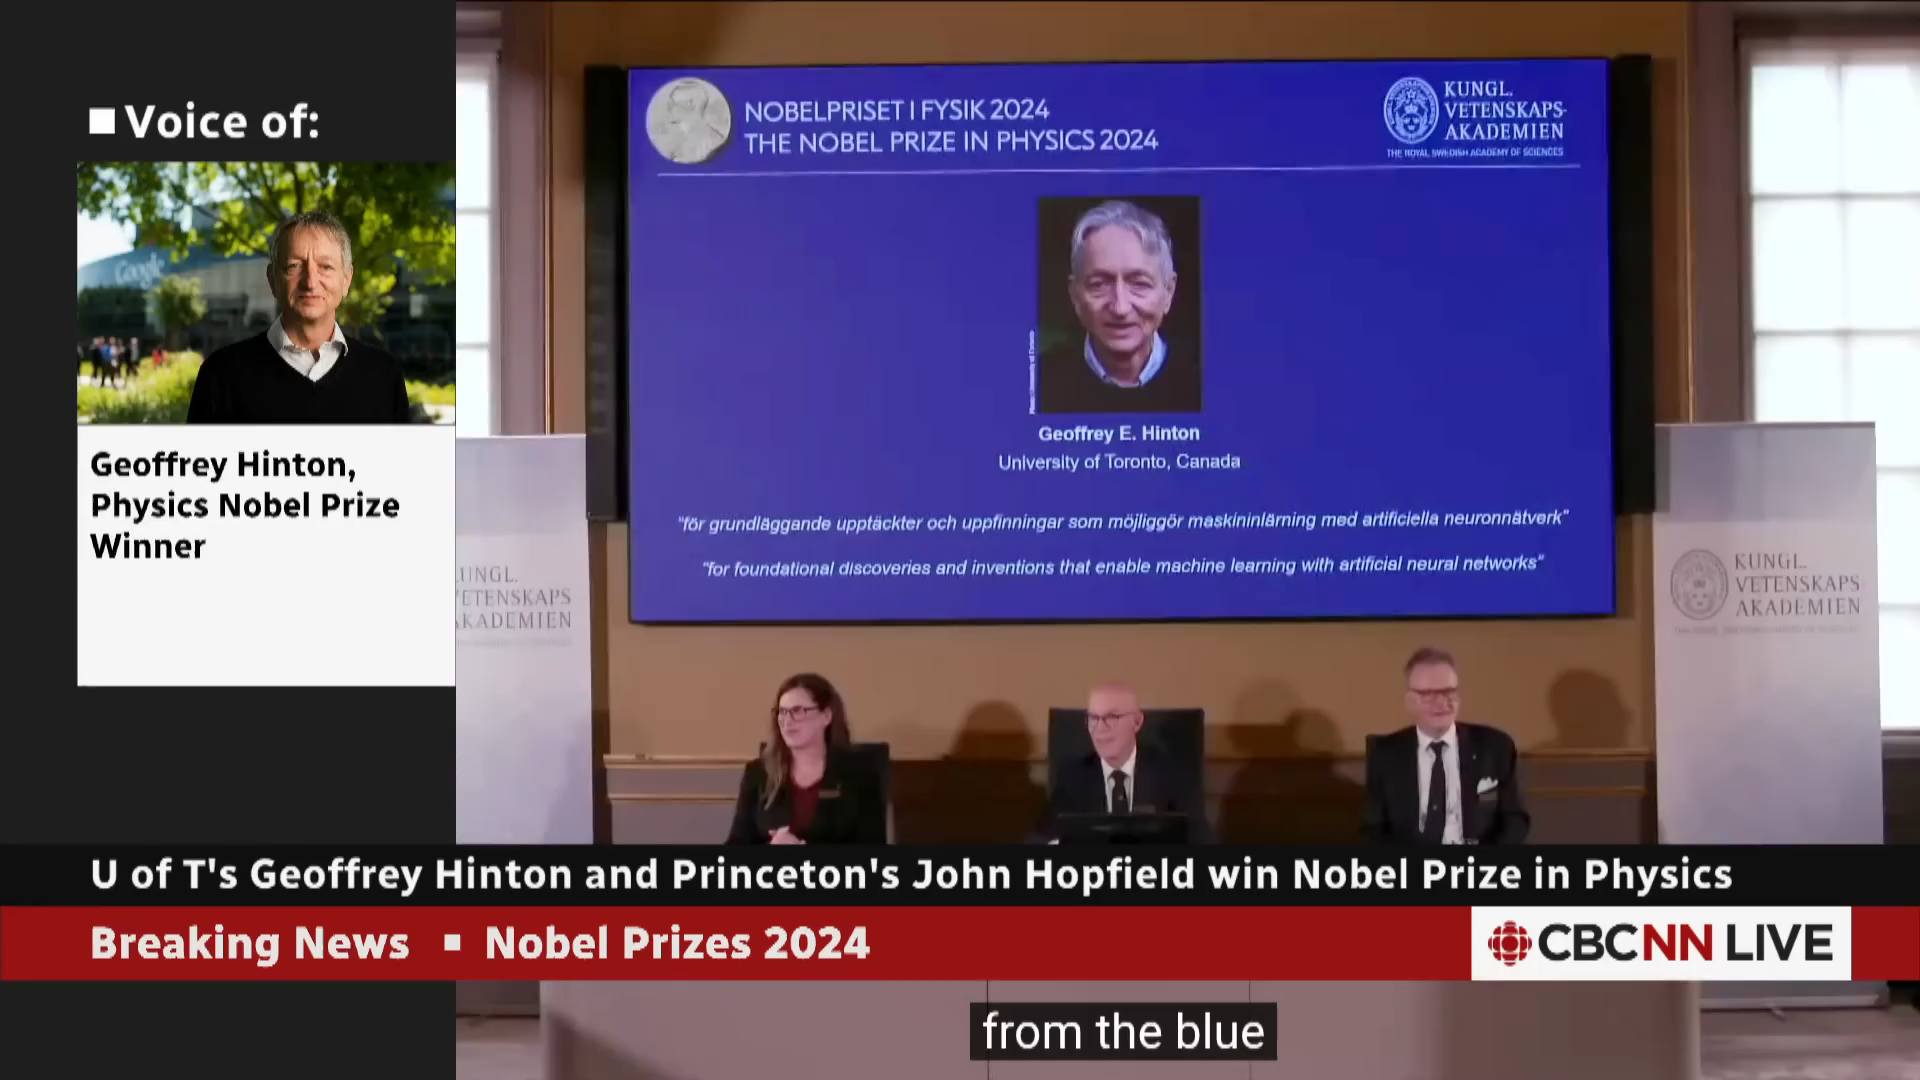 Voice of:
Google
Geoffrey Hinton,
Physics Nobel Prize
Winner
NOBELPRISET I FYSIK 2024
THE NOBEL PRIZE IN PHYSICS 2024
KUNGL.
VETENSKAPS-
AKADEMIEN
THE ROYAL SWEDISH ACADEMY OF SCIENCES
Geoffrey E. Hinton
University of Toronto, Canada
"för grundläggande upptäckter och uppfinningar som möjliggör maskininlärning med artificiella neuronnätverk"
"for foundational discoveries and inventions that enable machine learning with artificial neural networks"
UNGL.
ETENSKAPS
KADEMIEN
KUNGL.
VETENSKAPS
AKADEMIEN
U of T's Geoffrey Hinton and Princeton's John Hopfield win Nobel Prize in Physics
Breaking News ▪ Nobel Prizes 2024
CBCNN LIVE
from the blue